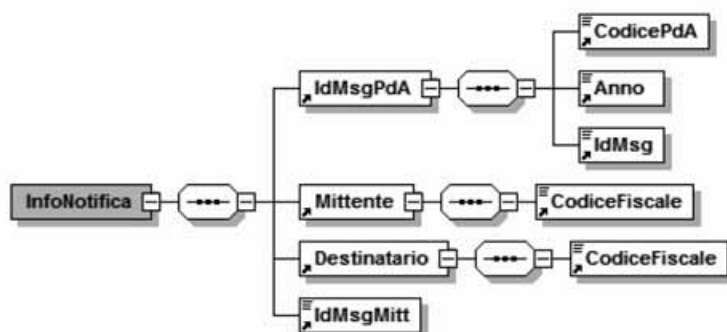 CodicePdA
IdMsgPdA
Anno
IdMsg
InfoNotifica
Mittente
CodiceFiscale
Destinatario
CodiceFiscale
IdMsgMitt